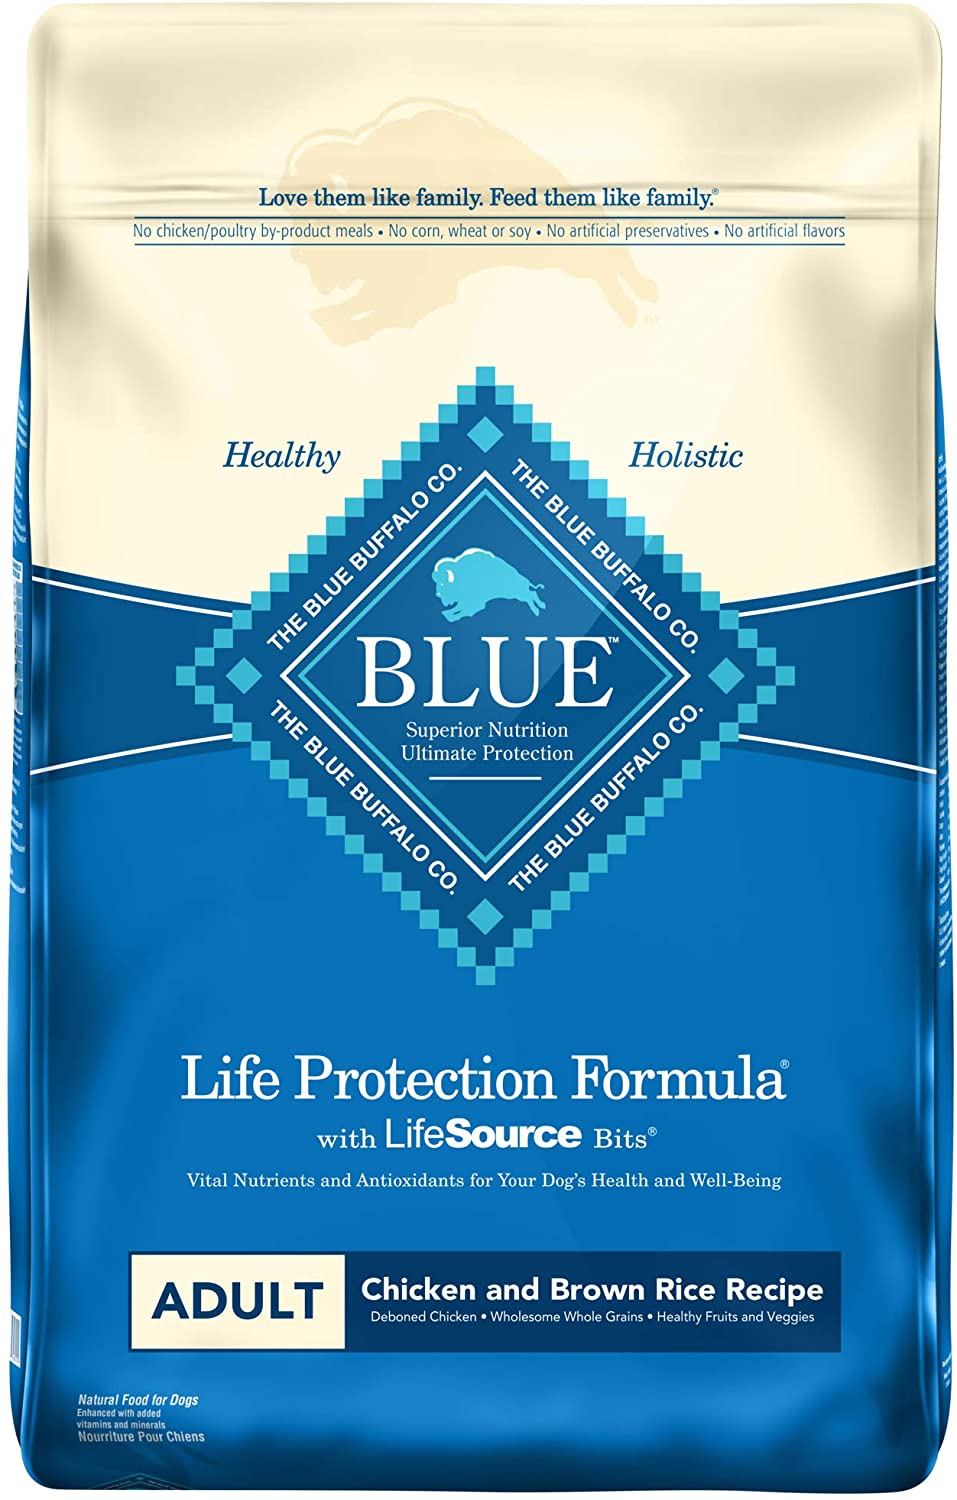 Love them like family. Feed them like family.®
No chicken/poultry by-product meals • No corn, wheat or soy • No artificial preservatives • No artificial flavors
™
Healthy
Holistic
THE BLUE BUFFALO CO.
THE BLUE BUFFALO CO.
BLUE™
Superior Nutrition
Ultimate Protection
THE BLUE BUFFALO CO.
THE BLUE BUFFALO CO.
Life Protection Formula®
with LifeSource Bits®
Vital Nutrients and Antioxidants for Your Dog's Health and Well-Being
ADULT
Chicken and Brown Rice Recipe
Deboned Chicken • Wholesome Whole Grains • Healthy Fruits and Veggies
Natural Food for Dogs
Enhanced with added
vitamins and minerals
Nourriture Pour Chiens